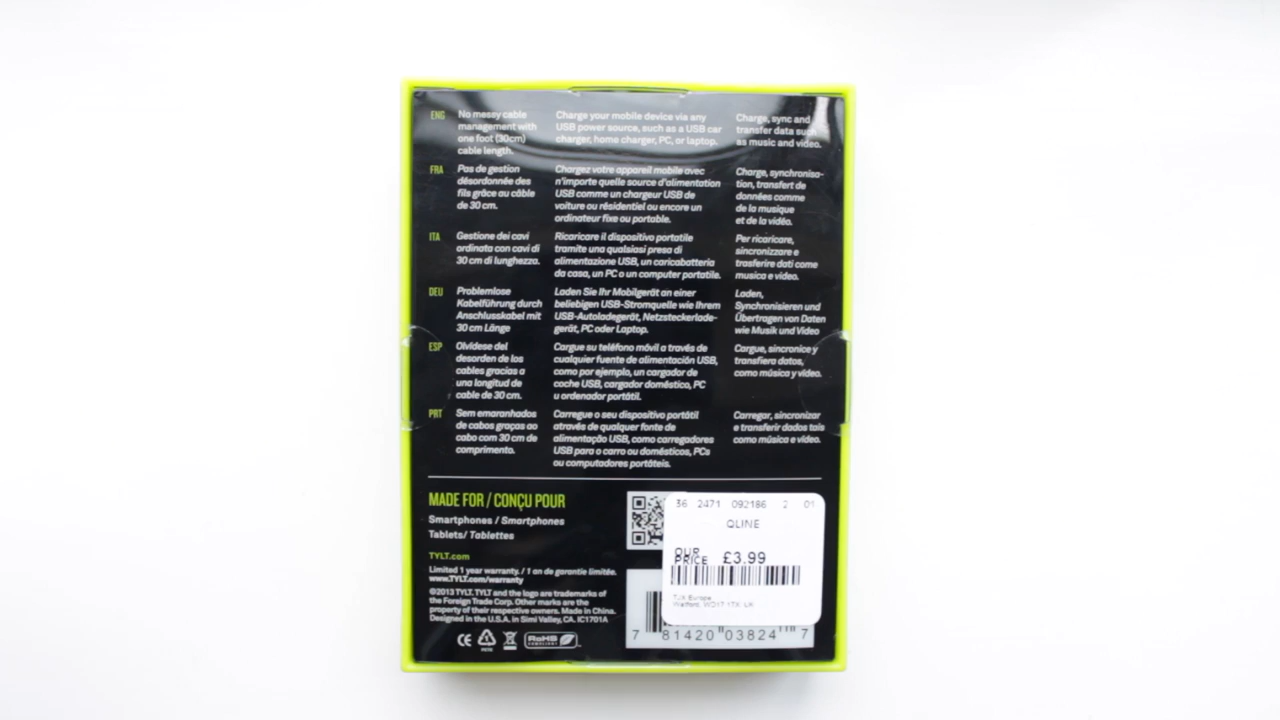 ENG
No messy cable
management with
one foot (30cm)
cable length.
Charge your mobile device via any
USB power source, such as a USB car
charger, home charger, PC, or laptop.
Charge, sync and
transfer data such
as music and video.
FRA
Pas de gestion
désordonnée des
fils grâce au câble
de 30 cm.
Chargez votre appareil mobile avec
n'importe quelle source d'alimentation
USB comme un chargeur USB de
voiture ou résidentiel ou encore un
ordinateur fixe ou portable.
Charge, synchronisa-
tion, transfert de
données comme
de la musique
et de la vidéo.
ITA
Gestione dei cavi
ordinata con cavi di
30 cm di lunghezza.
Ricaricare il dispositivo portatile
tramite una qualsiasi presa di
alimentazione USB, un caricabatteria
da casa, un PC o un computer portatile.
Per ricaricare,
sincronizzare e
trasferire dati come
musica e video.
DEU
Problemlose
Kabelführung durch
Anschlusskabel mit
30 cm Länge
Laden Sie Ihr Mobilgerät an einer
beliebigen USB-Stromquelle wie Ihrem
USB-Autoladegerät, Netzsteckerlade-
gerät, PC oder Laptop.
Laden,
Synchronisieren und
Übertragen von Daten
wie Musik und Video
ESP
Olvídese del
desorden de los
cables gracias a
una longitud de
cable de 30 cm.
Cargue su teléfono móvil a través de
cualquier fuente de alimentación USB,
como por ejemplo, un cargador de
coche USB, cargador doméstico, PC
u ordenador portátil.
Cargue, sincronice y
transfiera datos,
como música y vídeo.
PRT
Sem emaranhados
de cabos graças ao
cabo com 30 cm de
comprimento.
Carregue o seu dispositivo portátil
através de qualquer fonte de
alimentação USB, como carregadores
USB para o carro ou domésticos, PCs
ou computadores portáteis.
Carregar, sincronizar
e transferir dados tais
como música e vídeo.
MADE FOR / CONÇU POUR
Smartphones / Smartphones
Tablets/ Tablettes
TYLT.com
Limited 1 year warranty. / 1 an de garantie limitée.
www.TYLT.com/warranty
©2013 TYLT. TYLT and the logo are trademarks of
the Foreign Trade Corp. Other marks are the
property of their respective owners. Made in China.
Designed in the U.S.A. in Simi Valley, CA. IC1701A
CE
RoHS
COMPLIANT
36 2471 092186 2 01
QLINE
OUR
PRICE £3.99
TJX Europe
Watford, WD17 1TX, UK
7 81420 03824 7